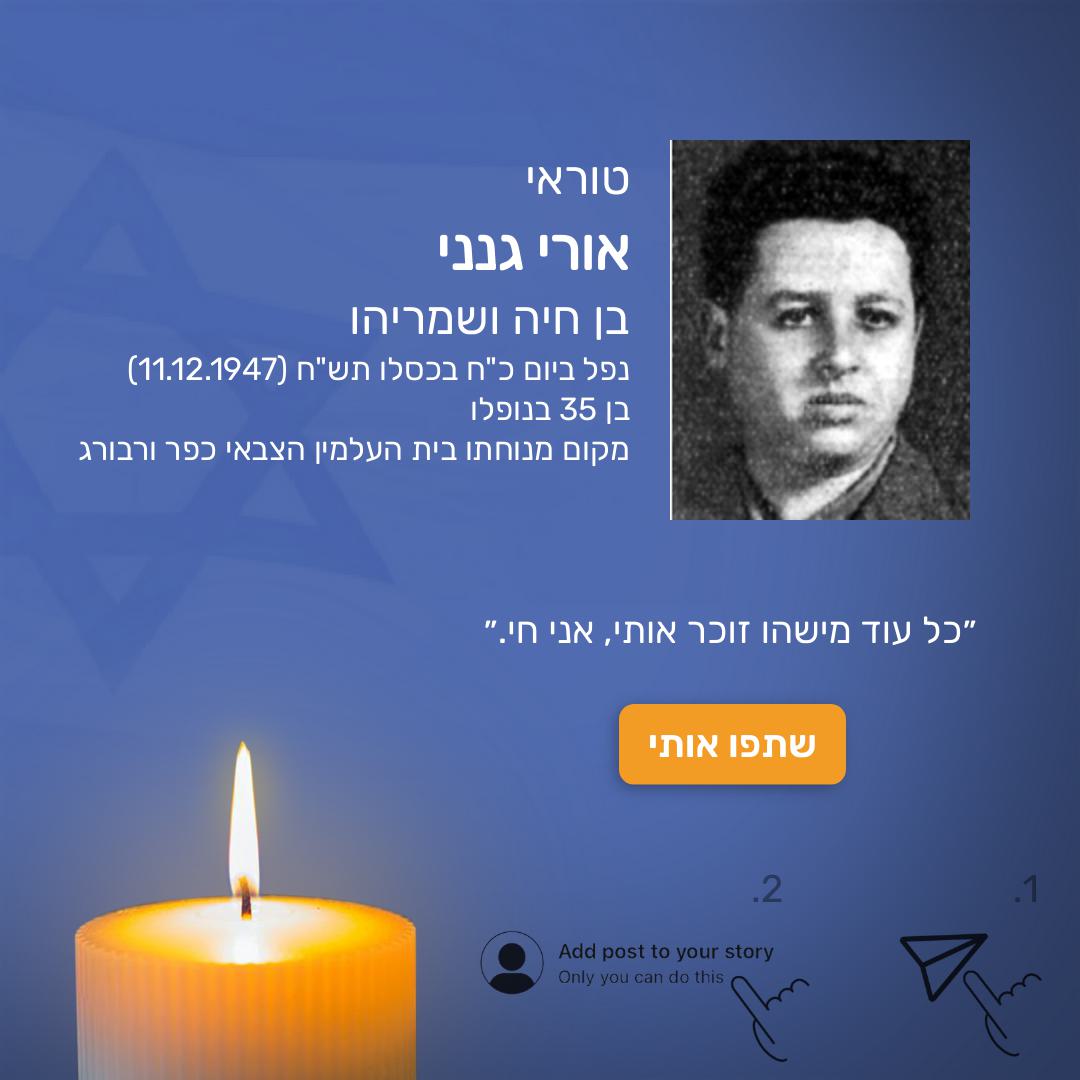 טוראי
אורי גנני
בן חיה ושמריהו
נפל ביום כ"ח בכסלו תש"ח (11.12.1947)
בן 35 בנופלו
מקום מנוחתו בית העלמין הצבאי כפר ורבורג
״כל עוד מישהו זוכר אותי, אני חי.״
שתפו אותי
1.
2.
Add post to your story
Only you can do this